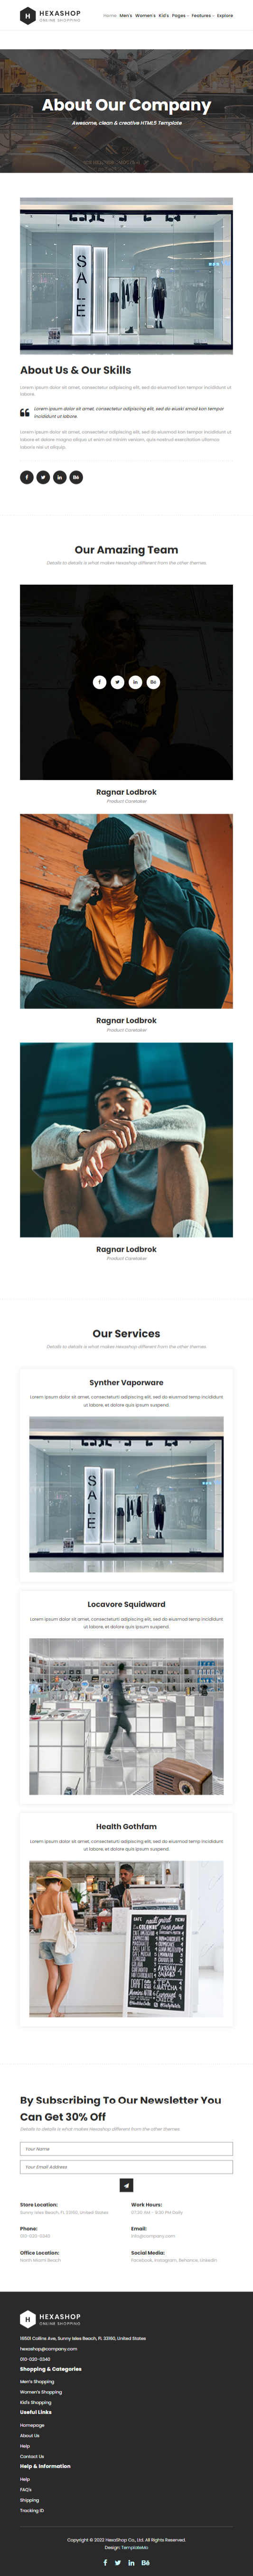 HEXASHOP
ONLINE SHOPPING
Home Men's Women's Kid's Pages Features Explore
About Our Company
Awesome, clean & creative HTML5 Template
SALE
About Us & Our Skills
Lorem ipsum dolor sit amet, consectetur adipiscing elit, sed do eiusmod kon tempor incididunt ut
labore.
Lorem ipsum dolor sit amet, consectetur adipiscing elit, sed do eiusk! smod kon tempor
incididunt ut labore.
Lorem ipsum dolor sit amet, consectetur adipiscing elit, sed do eiusmod kon tempor incididunt ut
labore et dolore magna aliqua ut enim ad minim veniam, quis nostrud exercitation ullamco
laboris nisi ut aliquip.
Our Amazing Team
Details to details is what makes Hexashop different from the other themes.
Ragnar Lodbrok
Product Caretaker
Ragnar Lodbrok
Product Caretaker
Ragnar Lodbrok
Product Caretaker
Our Services
Details to details is what makes Hexashop different from the other themes.
Synther Vaporware
Lorem ipsum dolor sit amet, consecteturti adipiscing elit, sed do eiusmod temp incididunt
ut labore, et dolore quis ipsum suspend.
SALE
Locavore Squidward
Lorem ipsum dolor sit amet, consecteturti adipiscing elit, sed do eiusmod temp incididunt
ut labore, et dolore quis ipsum suspend.
Health Gothfam
Lorem ipsum dolor sit amet, consecteturti adipiscing elit, sed do eiusmod temp incididunt
ut labore, et dolore quis ipsum suspend.
By Subscribing To Our Newsletter You
Can Get 30% Off
Details to details is what makes Hexashop different from the other themes.
Your Name
Your Email Address
Store Location:
Sunny Isles Beach, FL 33160, United States
Work Hours:
07:30 AM - 9:30 PM Daily
Phone:
010-020-0340
Email:
info@company.com
Office Location:
North Miami Beach
Social Media:
Facebook, Instagram, Behance, Linkedin
HEXASHOP
ONLINE SHOPPING
16501 Collins Ave, Sunny Isles Beach, FL 33160, United States
hexashop@company.com
010-020-0340
Shopping & Categories
Men's Shopping
Women's Shopping
Kid's Shopping
Useful Links
Homepage
About Us
Help
Contact Us
Help & Information
Help
FAQ's
Shipping
Tracking ID
Copyright © 2022 HexaShop Co., Ltd. All Rights Reserved.
Design: TemplateMo